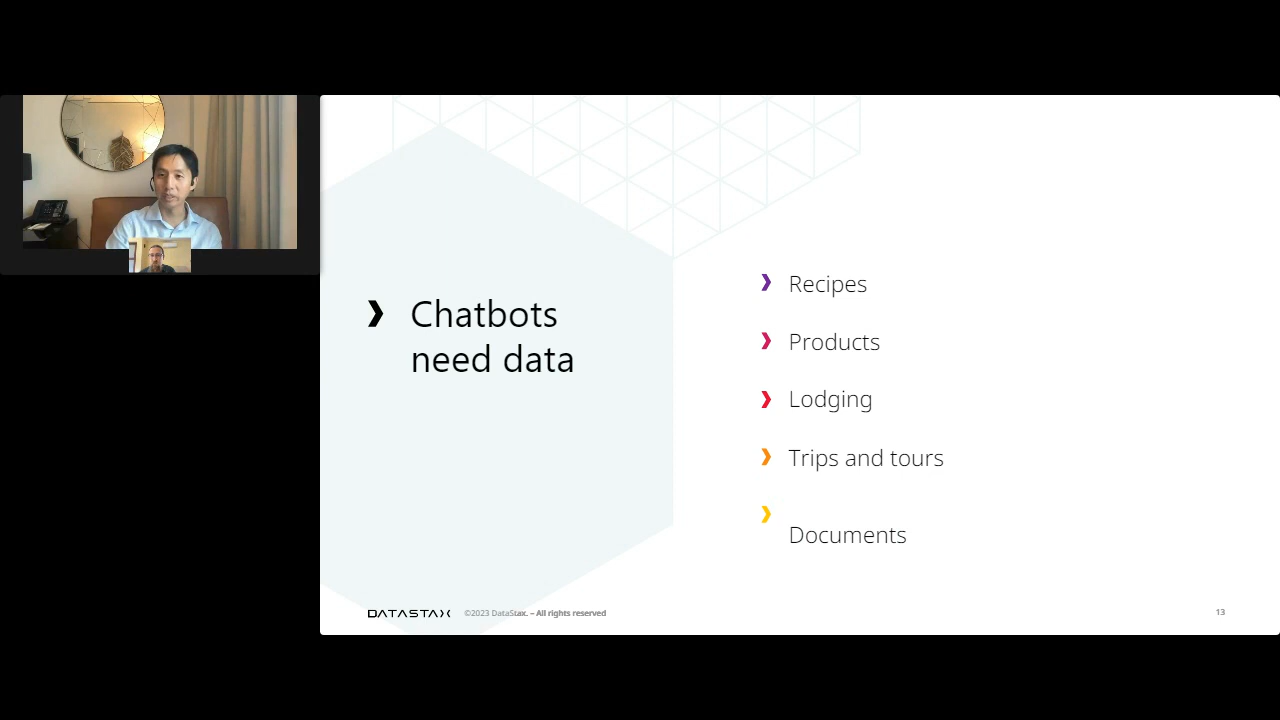 Chatbots
need data
Recipes
Products
Lodging
Trips and tours
Documents
DATASTAX
©2023 DataStax. – All rights reserved
13